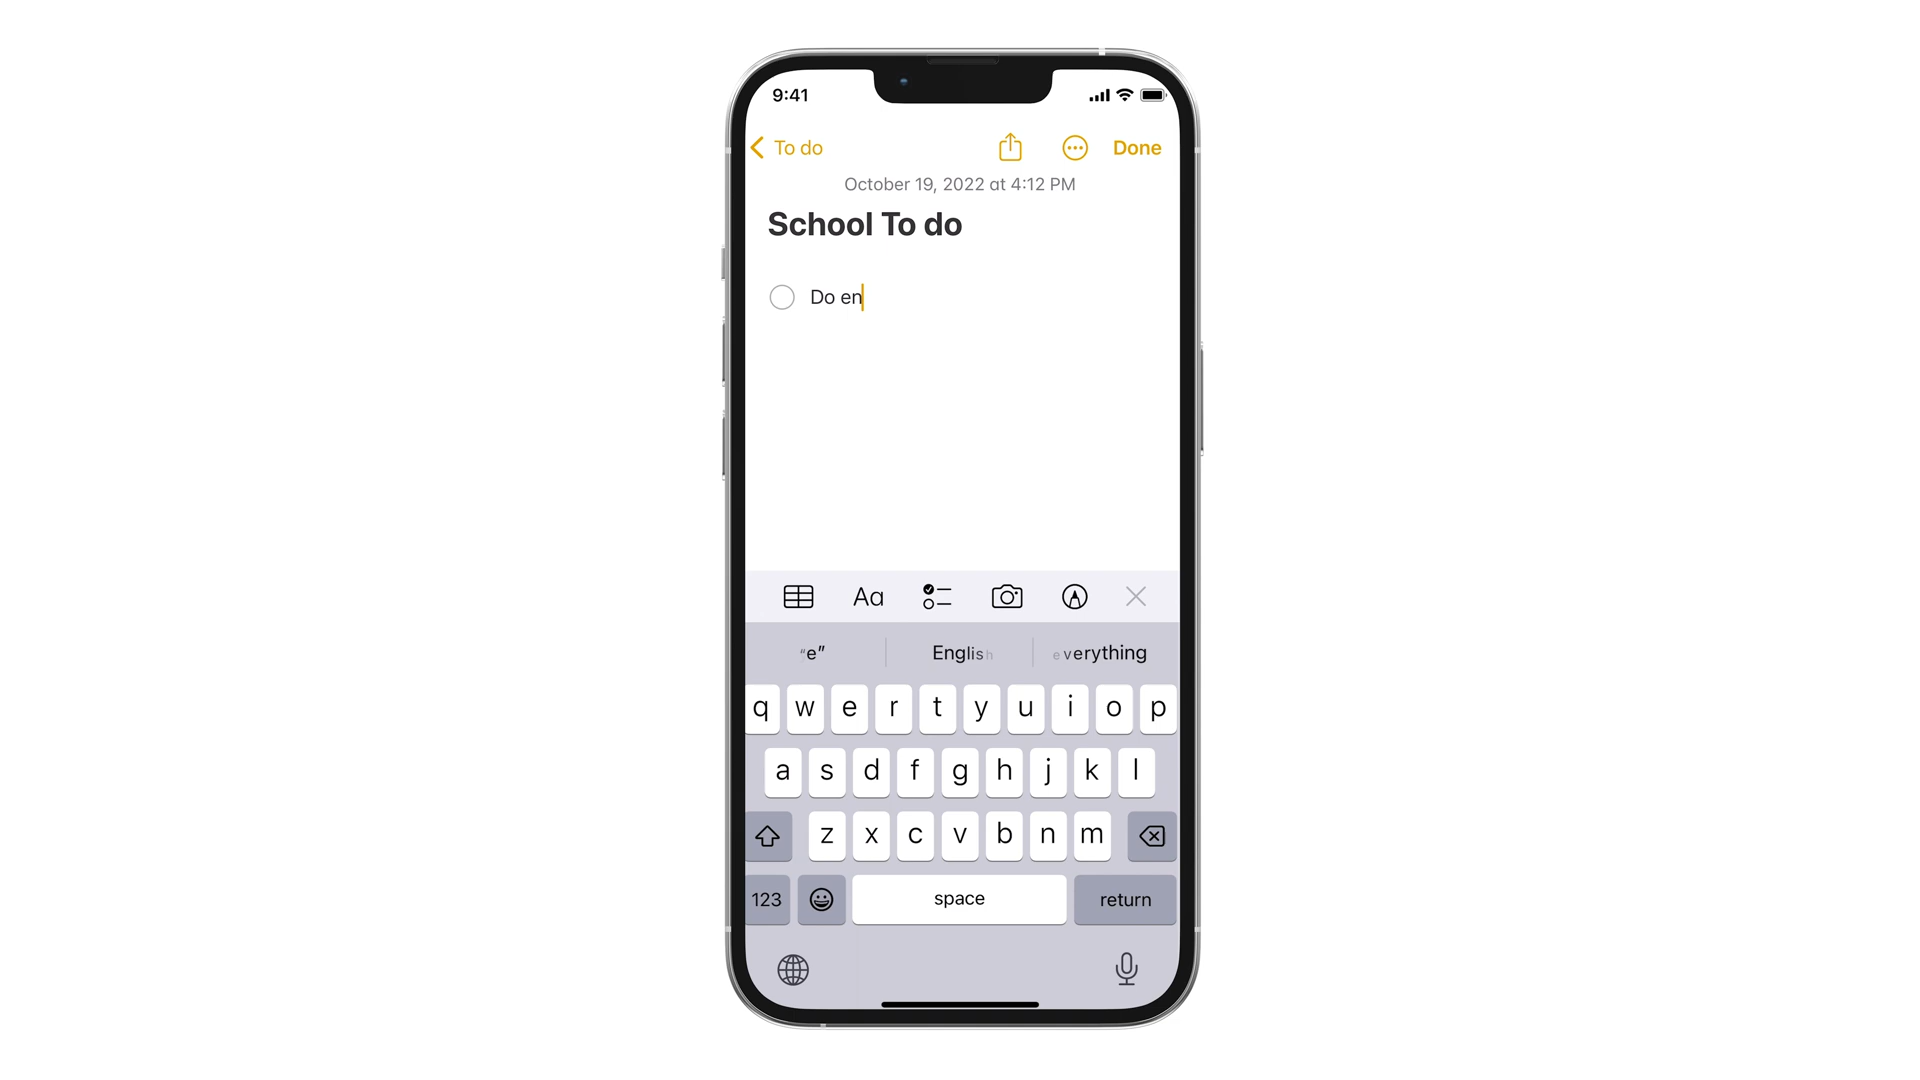 9:41
To do
Done
October 19, 2022 at 4:12 PM
School To do
Do en
Aa
“e” English everything
q w e r t y u i o p
a s d f g h j k l
z x c v b n m
123 space return